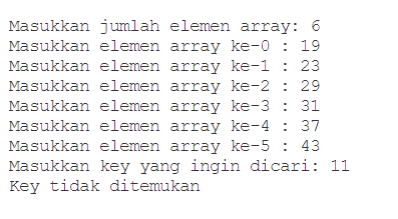 Masukkan jumlah elemen array: 6
Masukkan elemen array ke-0 : 19
Masukkan elemen array ke-1 : 23
Masukkan elemen array ke-2 : 29
Masukkan elemen array ke-3 : 31
Masukkan elemen array ke-4 : 37
Masukkan elemen array ke-5 : 43
Masukkan key yang ingin dicari: 11
Key tidak ditemukan